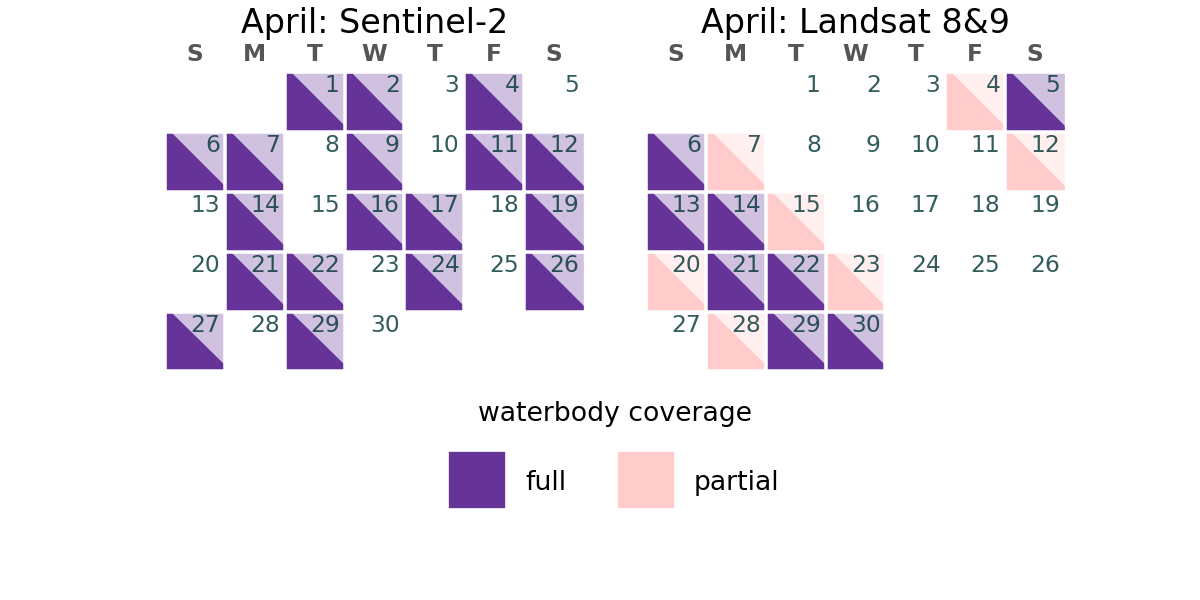 April: Sentinel-2
S M T W T F S
1 2 3 4 5
6 7 8 9 10 11 12
13 14 15 16 17 18 19
20 21 22 23 24 25 26
27 28 29 30
April: Landsat 8&9
S M T W T F S
1 2 3 4 5
6 7 8 9 10 11 12
13 14 15 16 17 18 19
20 21 22 23 24 25 26
27 28 29 30
waterbody coverage
full partial